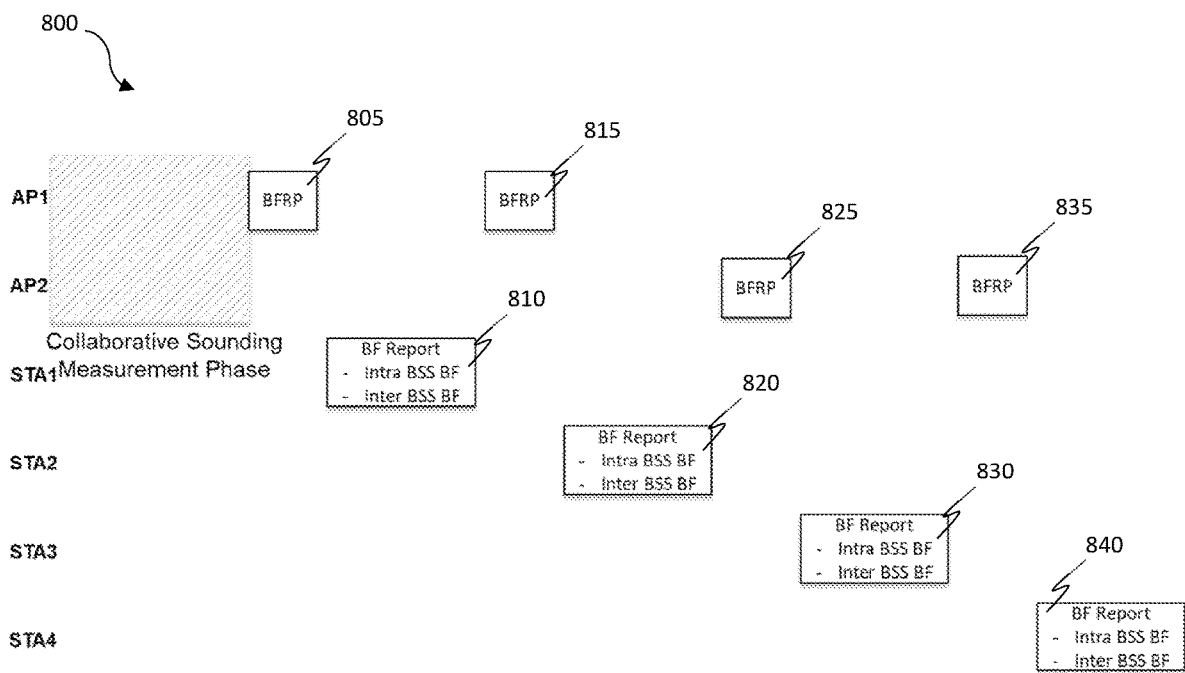 800
805
815
AP1
BFRP
BFRP
825
835
AP2
BFRP
BFRP
810
Collaborative Sounding
Measurement Phase
STA1
BF Report
- Intra BSS BF
- Inter BSS BF
820
STA2
BF Report
- Intra BSS BF
- Inter BSS BF
830
STA3
BF Report
- Intra BSS BF
- Inter BSS BF
840
STA4
BF Report
- Intra BSS BF
- Inter BSS BF